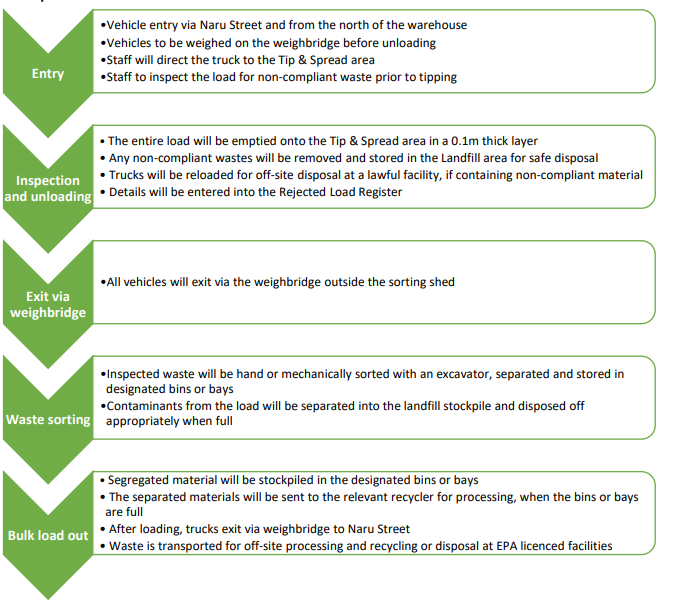 Entry
•Vehicle entry via Naru Street and from the north of the warehouse
•Vehicles to be weighed on the weighbridge before unloading
•Staff will direct the truck to the Tip & Spread area
•Staff to inspect the load for non-compliant waste prior to tipping
Inspection
and unloading
• The entire load will be emptied onto the Tip & Spread area in a 0.1m thick layer
• Any non-compliant wastes will be removed and stored in the Landfill area for safe disposal
• Trucks will be reloaded for off-site disposal at a lawful facility, if containing non-compliant material
• Details will be entered into the Rejected Load Register
Exit via
weighbridge
•All vehicles will exit via the weighbridge outside the sorting shed
Waste sorting
•Inspected waste will be hand or mechanically sorted with an excavator, separated and stored in
designated bins or bays
•Contaminants from the load will be separated into the landfill stockpile and disposed off
appropriately when full
Bulk load out
• Segregated material will be stockpiled in the designated bins or bays
• The separated materials will be sent to the relevant recycler for processing, when the bins or bays
are full
• After loading, trucks exit via weighbridge to Naru Street
• Waste is transported for off-site processing and recycling or disposal at EPA licenced facilities